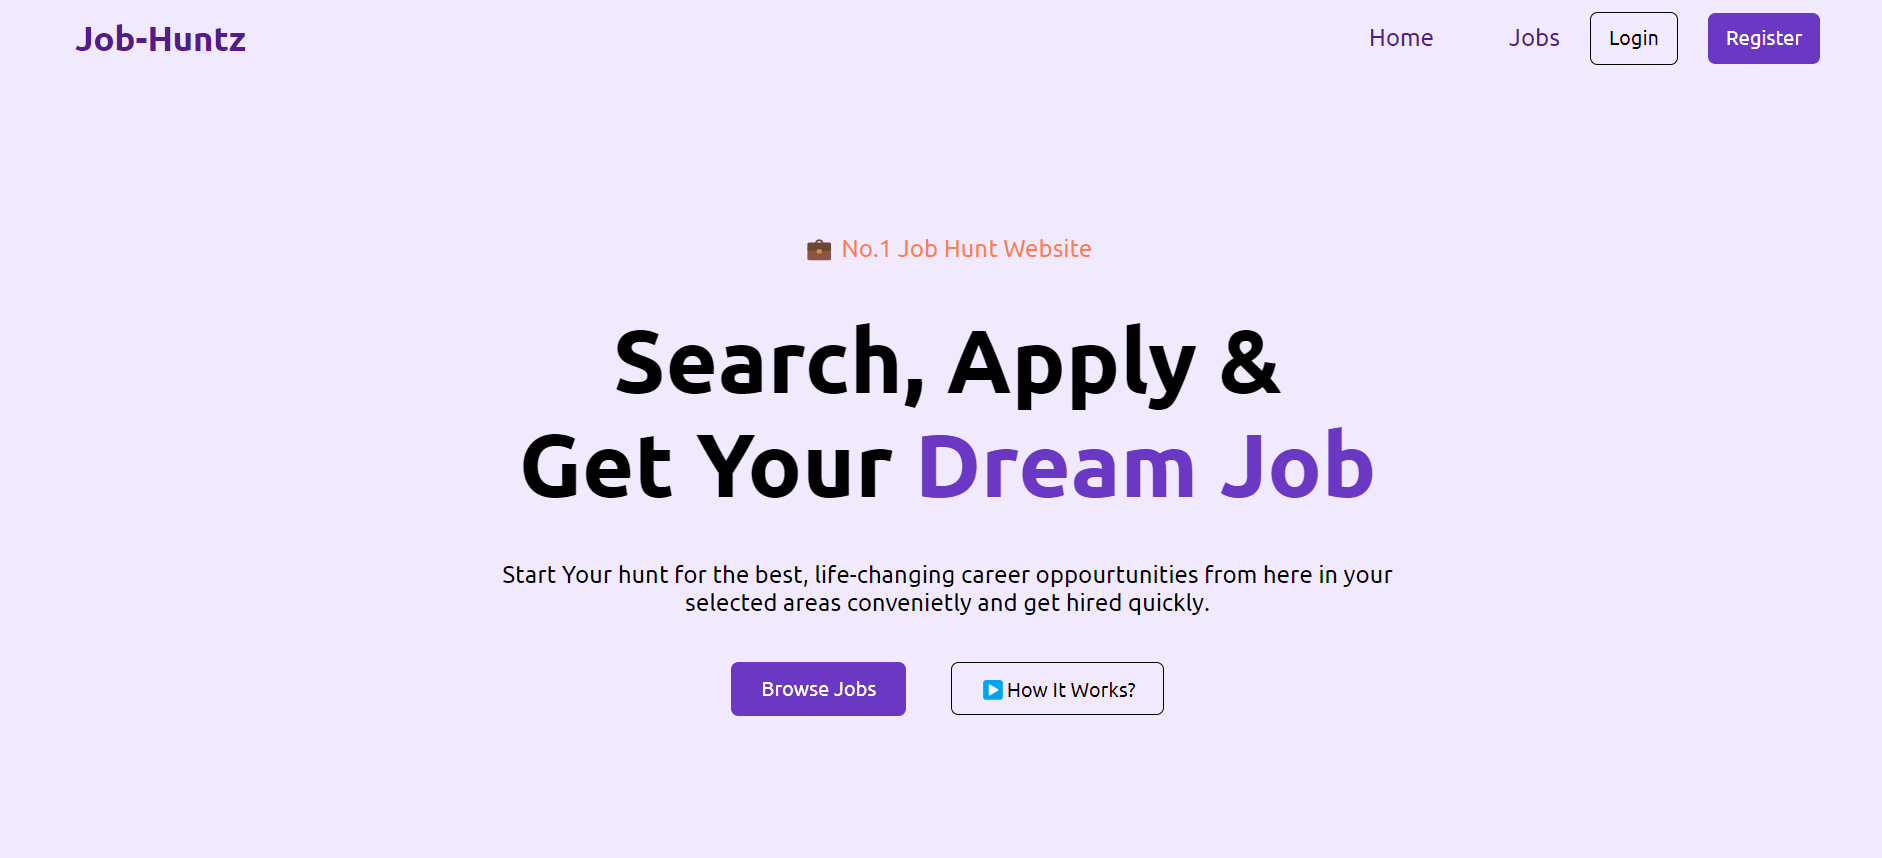 Job-Huntz
Home Jobs Login Register
💼 No.1 Job Hunt Website
Search, Apply &
Get Your Dream Job
Start Your hunt for the best, life-changing career oppourtunities from here in your
selected areas convenietly and get hired quickly.
Browse Jobs
▶️ How It Works?